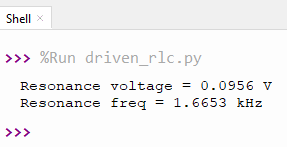 Shell ×
>>> %Run driven_rlc.py
Resonance voltage = 0.0956 V
Resonance freq = 1.6653 kHz
>>>